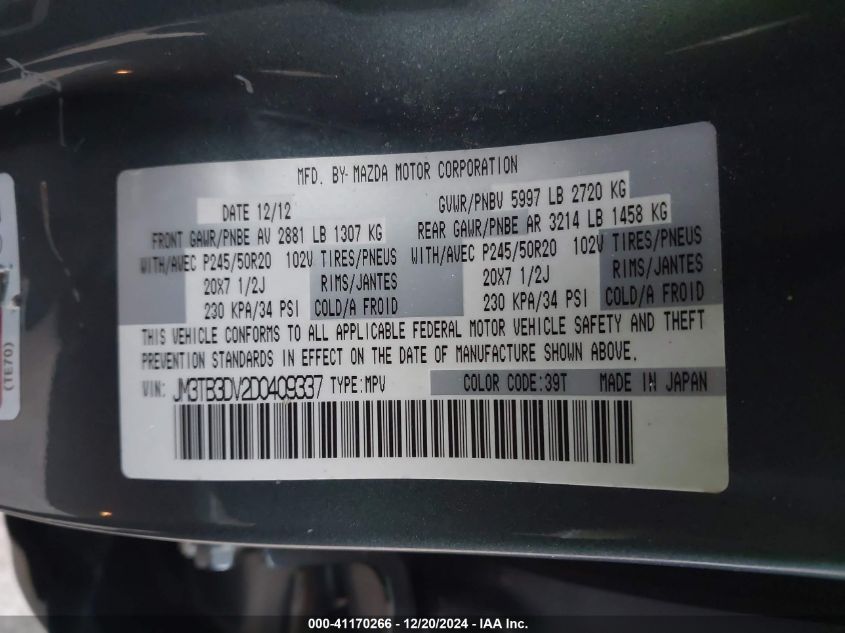 MFD. BY MAZDA MOTOR CORPORATION
DATE 12/12 GVWR/PNBV 5997 LB 2720 KG
FRONT GAWR/PNBE AV 2881 LB 1307 KG REAR GAWR/PNBE AR 3214 LB 1458 KG
WITH/AVEC P245/50R20 102V TIRES/PNEUS WITH/AVEC P245/50R20 102V TIRES/PNEUS
20X7 1/2J RIMS/JANTES 20X7 1/2J RIMS/JANTES
230 KPA/34 PSI COLD/A FROID 230 KPA/34 PSI COLD/A FROID
THIS VEHICLE CONFORMS TO ALL APPLICABLE FEDERAL MOTOR VEHICLE SAFETY AND THEFT
PREVENTION STANDARDS IN EFFECT ON THE DATE OF MANUFACTURE SHOWN ABOVE.
VIN: JM3TB3DV2D0409337 TYPE:MPV COLOR CODE:39T MADE IN JAPAN
(TE70)
000-41170266 - 12/20/2024 - IAA Inc.